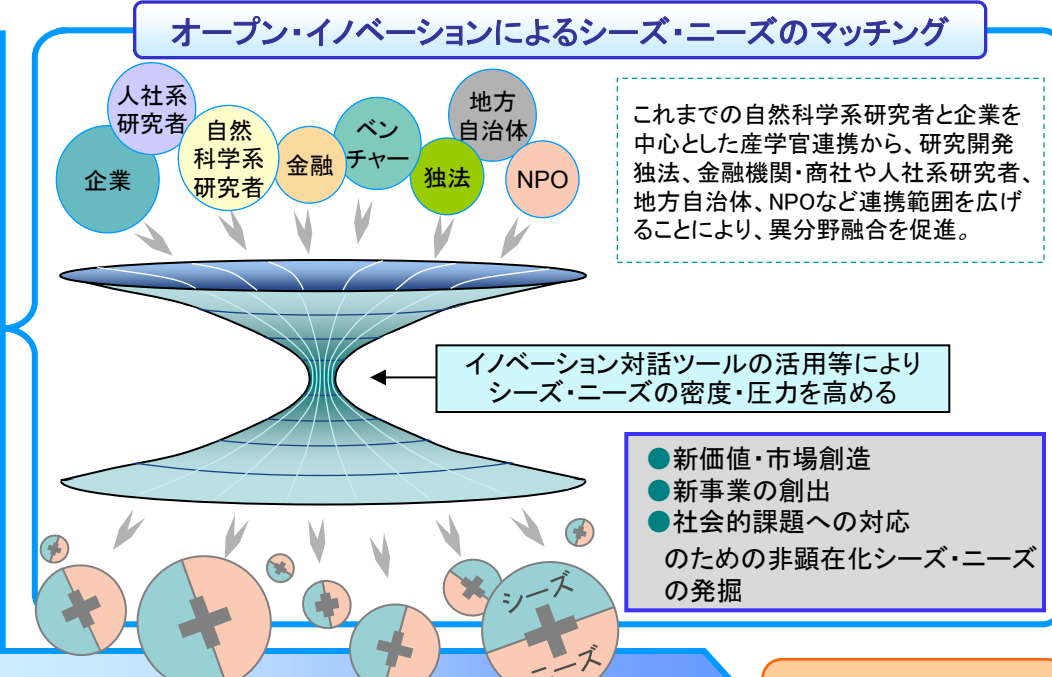 オープン・イノベーションによるシーズ・ニーズのマッチング
人社系
研究者
企業
自然
科学系
研究者
金融
ベン
チャー
独法
地方
自治体
NPO
これまでの自然科学系研究者と企業を
中心とした産学官連携から、研究開発
独法、金融機関・商社や人社系研究者、
地方自治体、NPOなど連携範囲を広げ
ることにより、異分野融合を促進。
イノベーション対話ツールの活用等により
シーズ・ニーズの密度・圧力を高める
●新価値・市場創造
●新事業の創出
●社会的課題への対応
のための非顕在化シーズ・ニーズ
の発掘
シーズ
ニーズ